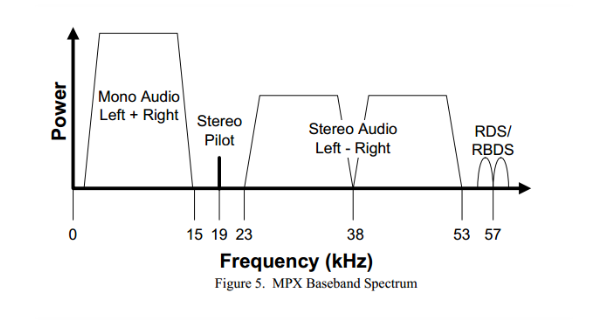 Power
Mono Audio
Left + Right
Stereo
Pilot
Stereo Audio
Left - Right
RDS/
RBDS
0 15 19 23 38 53 57
Frequency (kHz)
Figure 5. MPX Baseband Spectrum